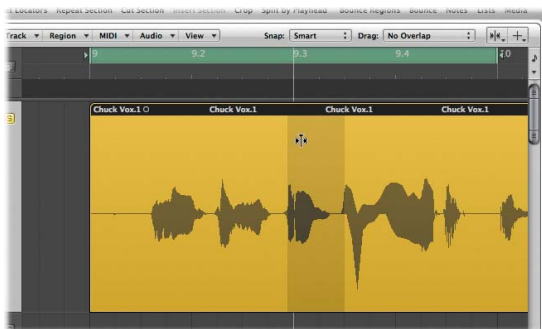 Locators Repeat Section Cut Section Insert Section Crop Split by Playhead Bounce Regions Bounce Notes Lists Media
Track Region MIDI Audio View Snap: Smart Drag: No Overlap
9 9.2 9.3 9.4
Chuck Vox.1 Chuck Vox.1 Chuck Vox.1 Chuck Vox.1